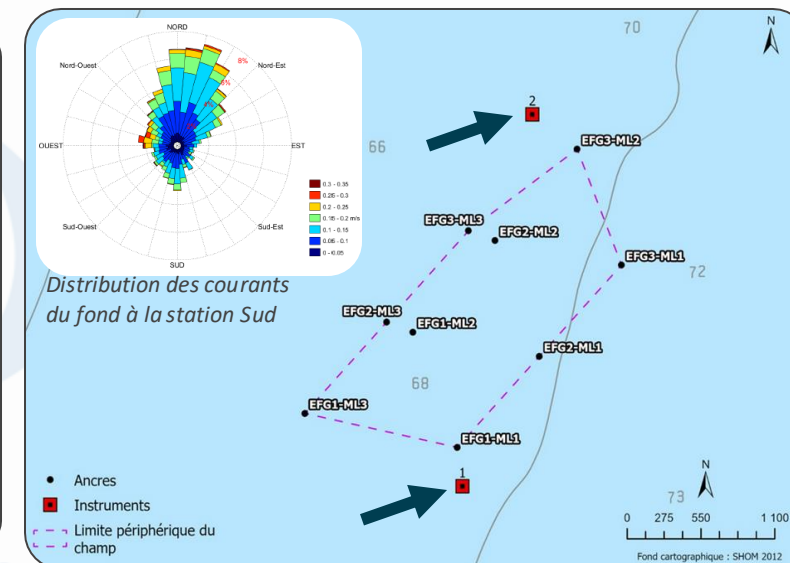 NORD
Nord-Ouest
Nord-Est
8%
OUEST
EST
Sud-Ouest
Sud-Est
SUD
0.3 - 0.35
0.25 - 0.3
0.2 - 0.25
0.15 - 0.2 m/s
0.1 - 0.15
0.05 - 0.1
0 - 0.05
Distribution des courants
du fond à la station Sud
70
N
2
66
EFG3-ML2
EFG3-ML3
EFG2-ML2
EFG3-ML1
72
EFG2-ML3
EFG1-ML2
EFG2-ML1
68
EFG1-ML3
EFG1-ML1
1
N
73
Ancres
Instruments
Limite périphérique du
champ
0 275 550 1 100
Fond cartographique : SHOM 2012